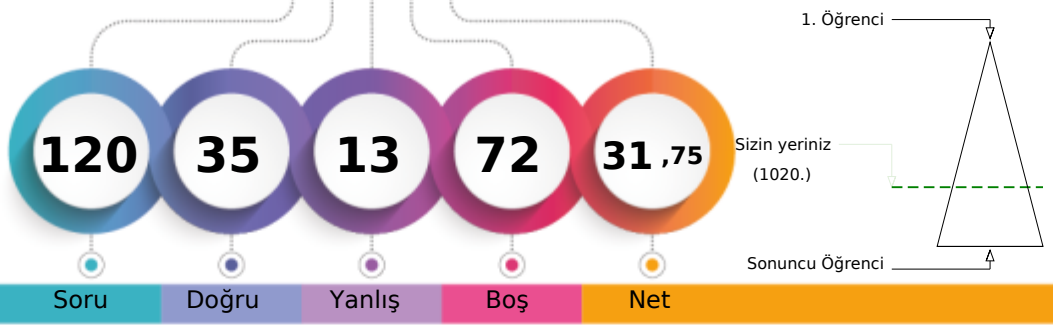 120
35
13
72
31 ,75
Soru
Doğru
Yanlış
Boş
Net
1. Öğrenci
Sizin yeriniz
(1020.)
Sonuncu Öğrenci